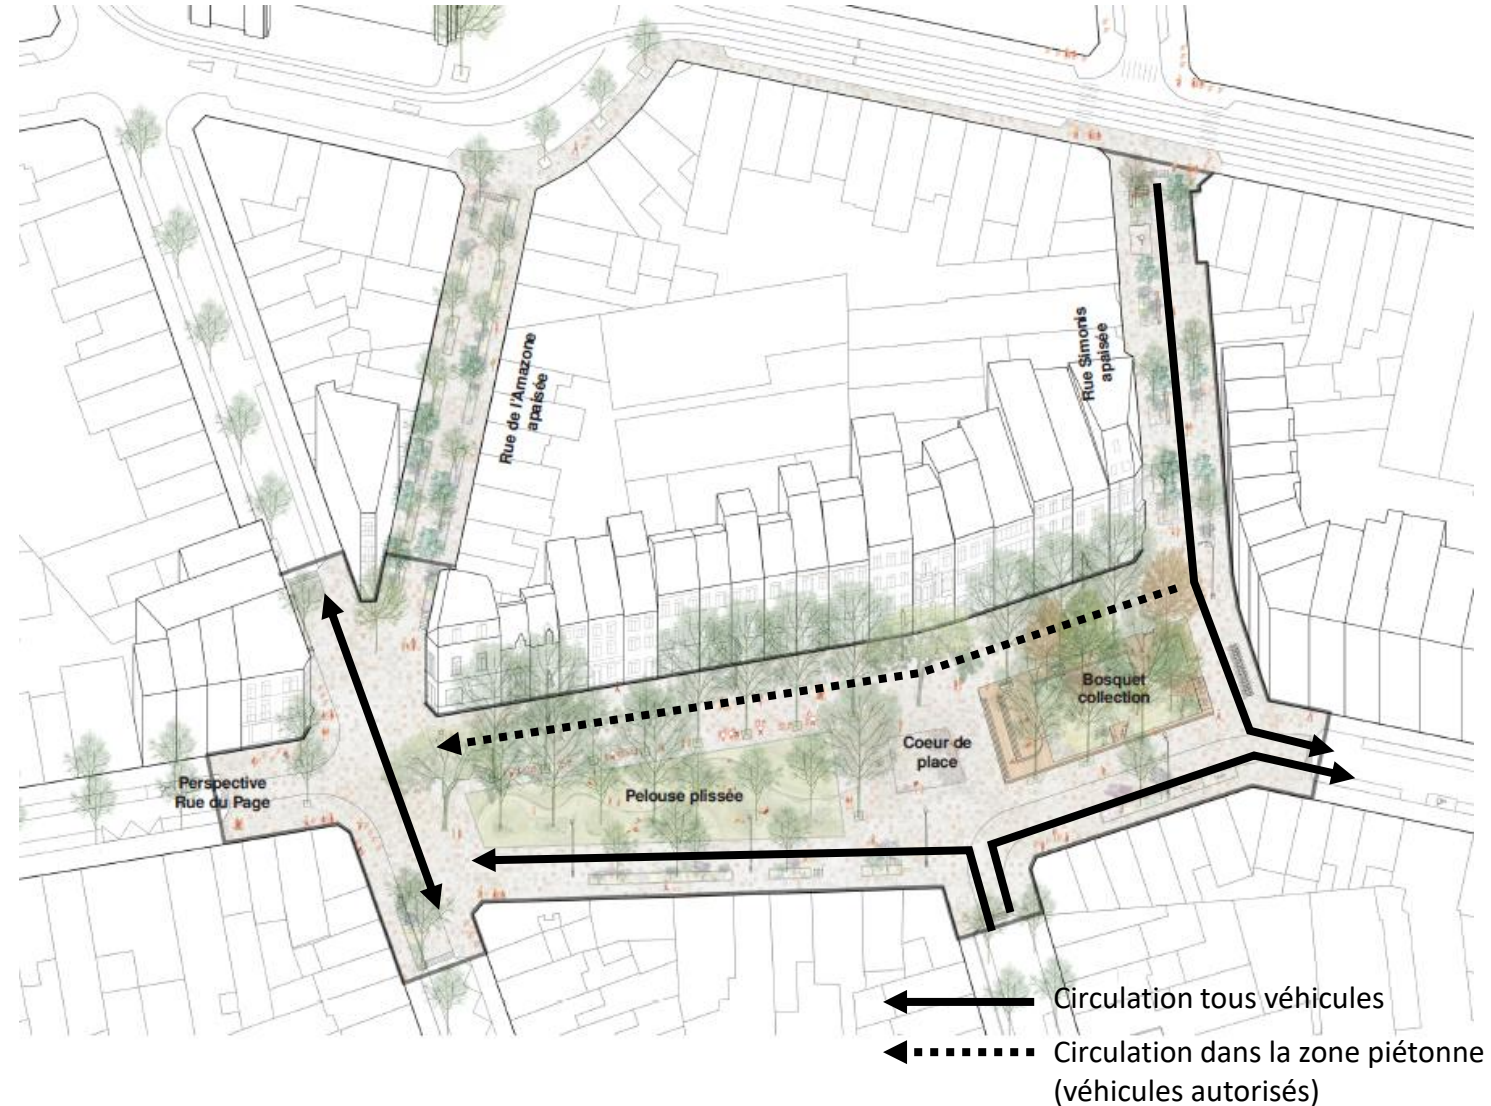 Rue Simonis
apaisée
Rue de l'Amazone
apaisée
Bosquet
collection
Coeur de
place
Perspective
Rue du Page
Pelouse plissée
Circulation tous véhicules
Circulation dans la zone piétonne
(véhicules autorisés)